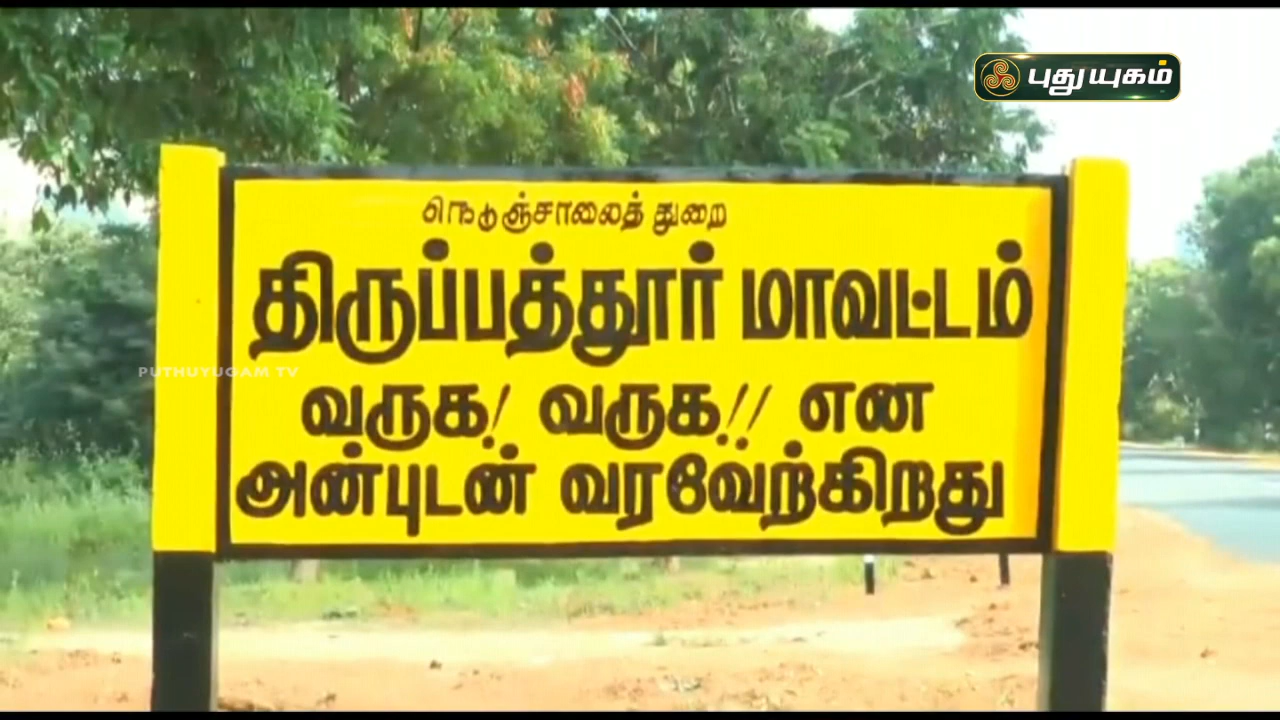 புதுயுகம்
நெடுஞ்சாலைத் துறை
திருப்பத்தூர் மாவட்டம்
வருக! வருக!! என
அன்புடன் வரவேற்கிறது
PUTHUYUGAM TV